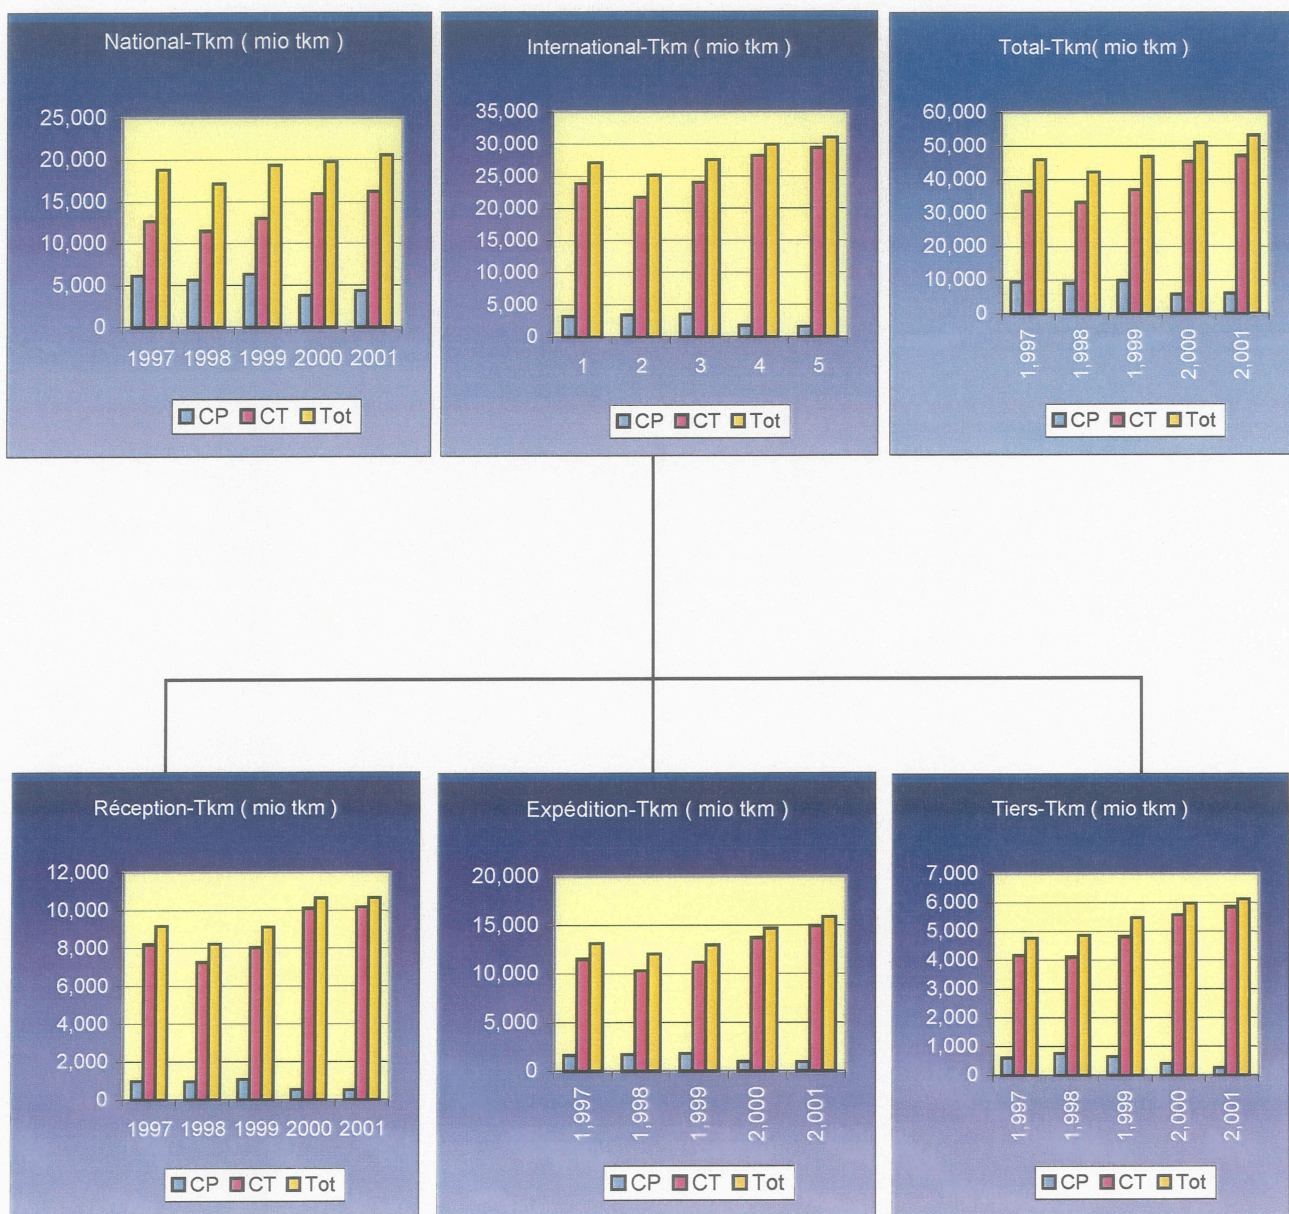 National-Tkm ( mio tkm )
25,000
20,000
15,000
10,000
5,000
0
1997 1998 1999 2000 2001
CP CT Tot
International-Tkm ( mio tkm )
35,000
30,000
25,000
20,000
15,000
10,000
5,000
0
1 2 3 4 5
CP CT Tot
Total-Tkm( mio tkm )
60,000
50,000
40,000
30,000
20,000
10,000
0
1,997 1,998 1,999 2,000 2,001
CP CT Tot
Réception-Tkm ( mio tkm )
12,000
10,000
8,000
6,000
4,000
2,000
0
1997 1998 1999 2000 2001
CP CT Tot
Expédition-Tkm ( mio tkm )
20,000
15,000
10,000
5,000
0
1,997 1,998 1,999 2,000 2,001
CP CT Tot
Tiers-Tkm ( mio tkm )
7,000
6,000
5,000
4,000
3,000
2,000
1,000
0
1,997 1,998 1,999 2,000 2,001
CP CT Tot